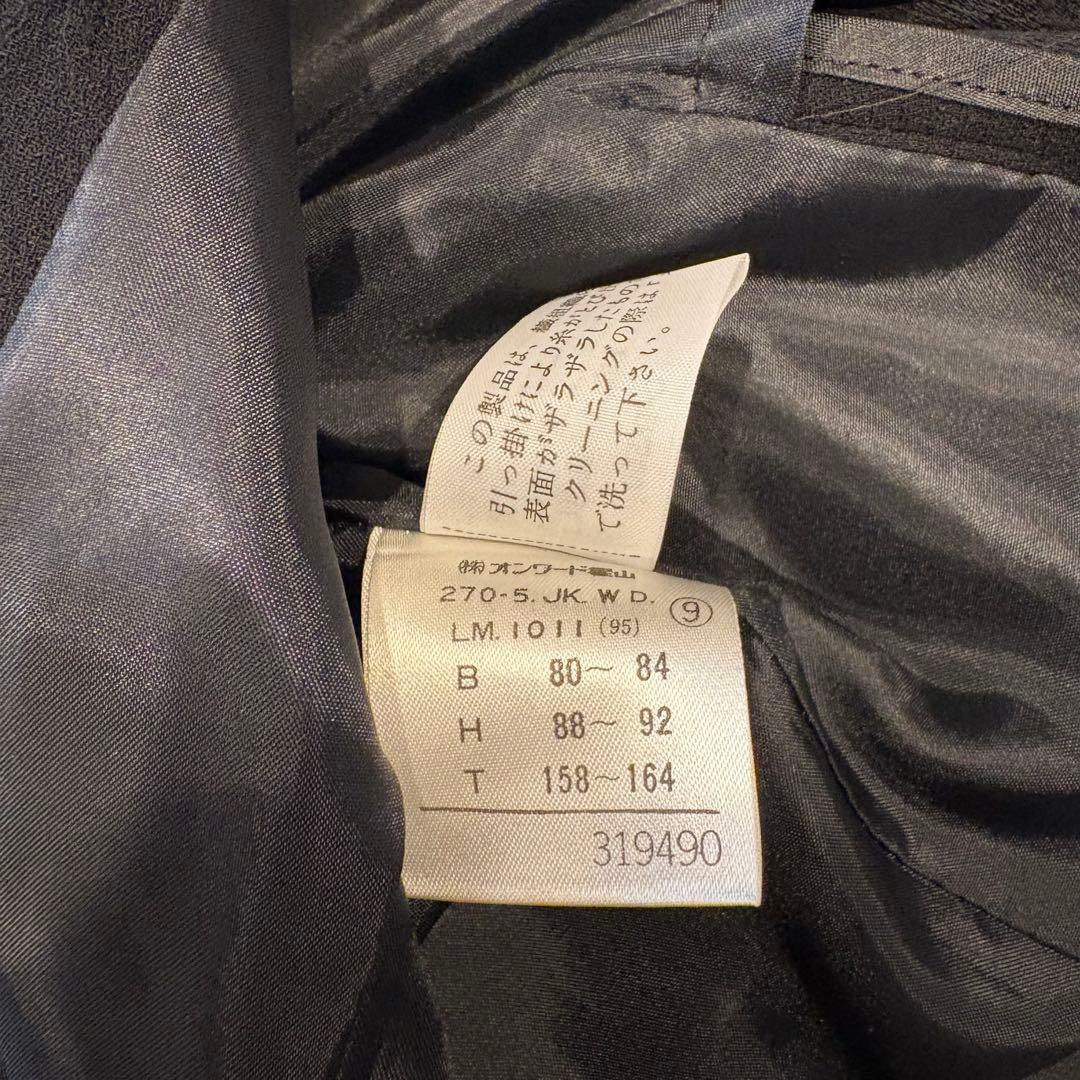 この製品は、
引っ掛けにより糸がとび
表面がザラザラしたもの
クリーニングの際は
で洗って下さい。
㈱オンワード樫山
270-5. JK. W D. ⑨
LM. 1011 (95)
B 80～ 84
H 88～ 92
T 158～164
319490